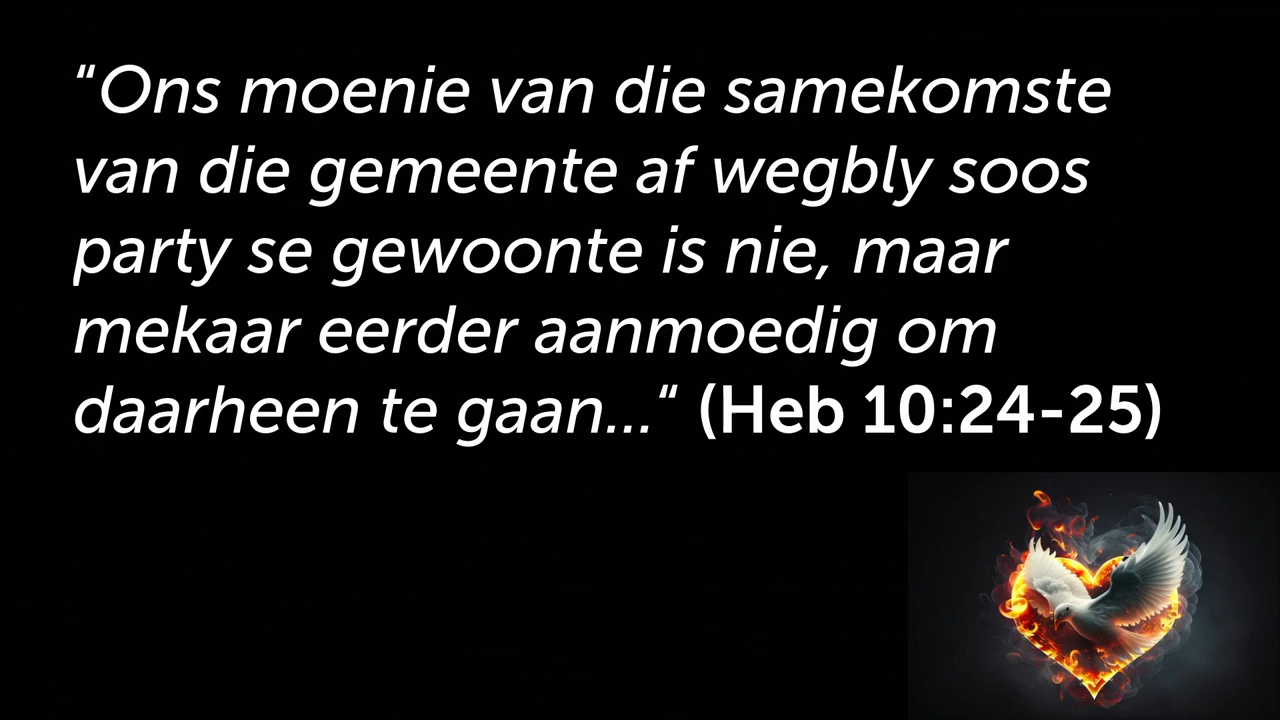 “Ons moenie van die samekomste
van die gemeente af wegbly soos
party se gewoonte is nie, maar
mekaar eerder aanmoedig om
daarheen te gaan...“ (Heb 10:24-25)